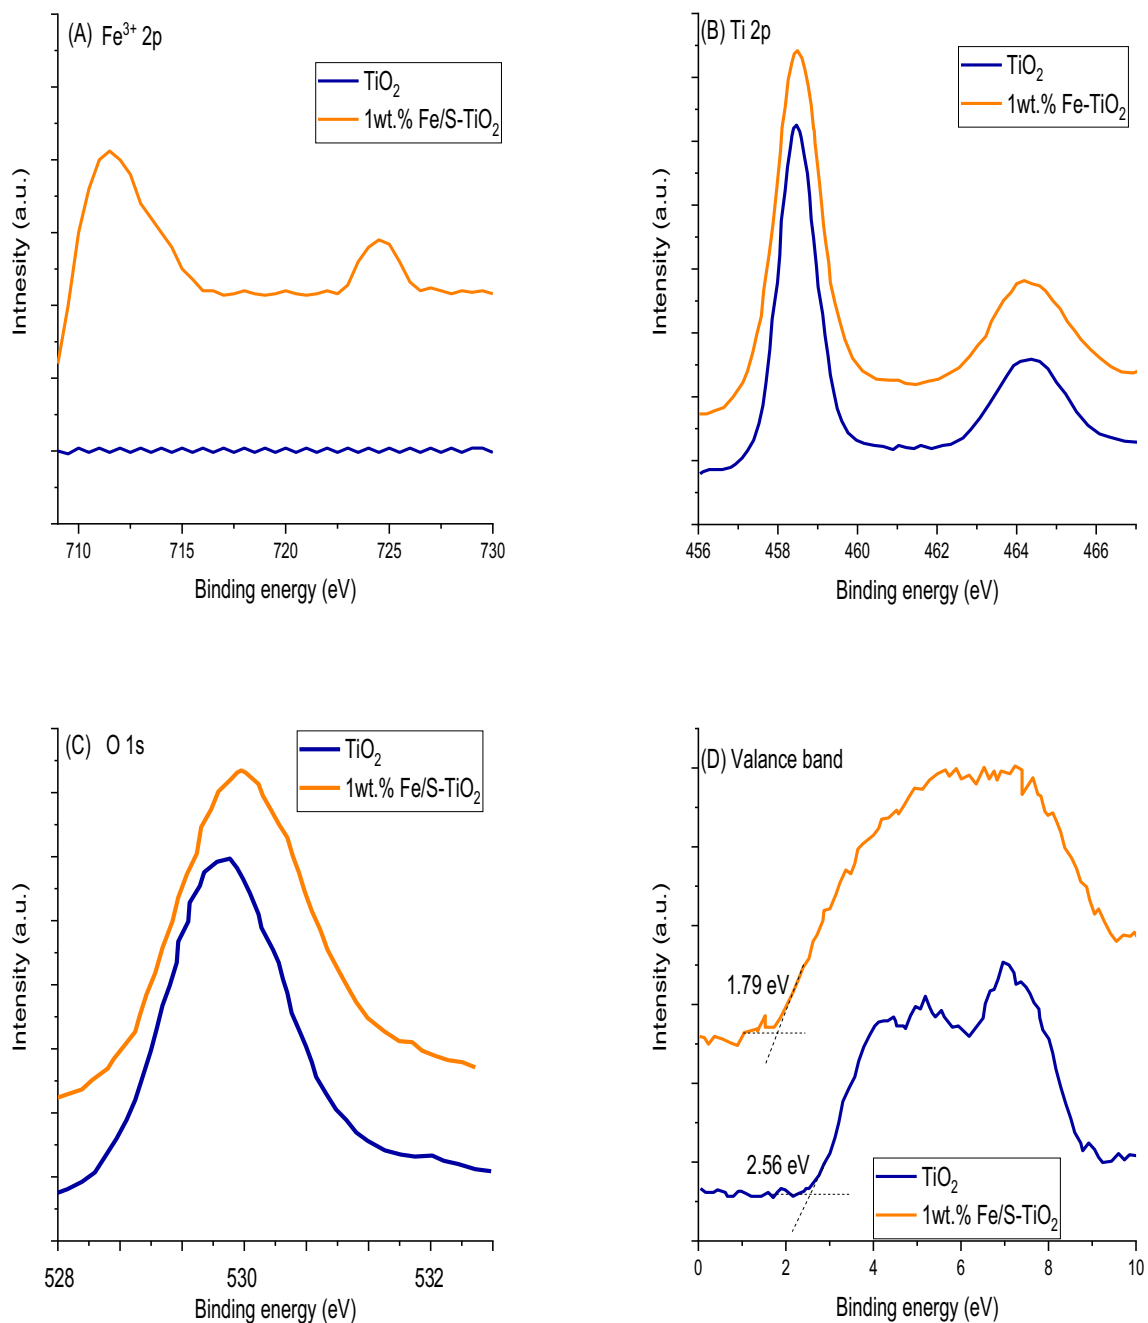 (A) Fe³⁺ 2p
TiO₂
1wt.% Fe/S-TiO₂
Intnesity (a.u.)
710 715 720 725 730
Binding energy (eV)
(B) Ti 2p
TiO₂
1wt.% Fe-TiO₂
Intensity (a.u.)
456 458 460 462 464 466
Binding energy (eV)
(C) O 1s
TiO₂
1wt.% Fe/S-TiO₂
Intensity (a.u.)
528 530 532
Binding energy (eV)
(D) Valance band
1.79 eV
2.56 eV
TiO₂
1wt.% Fe/S-TiO₂
Intensity (a.u.)
0 2 4 6 8 10
Binding energy (eV)